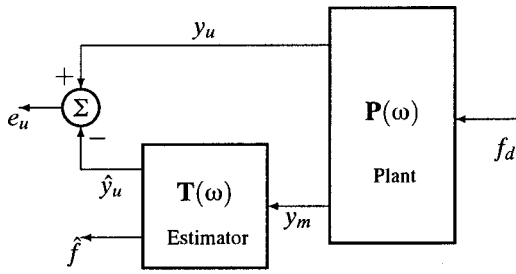 y_u
+
Σ
e_u
−
P(ω)
f_d
Plant
ŷ_u
T(ω)
y_m
f̂
Estimator